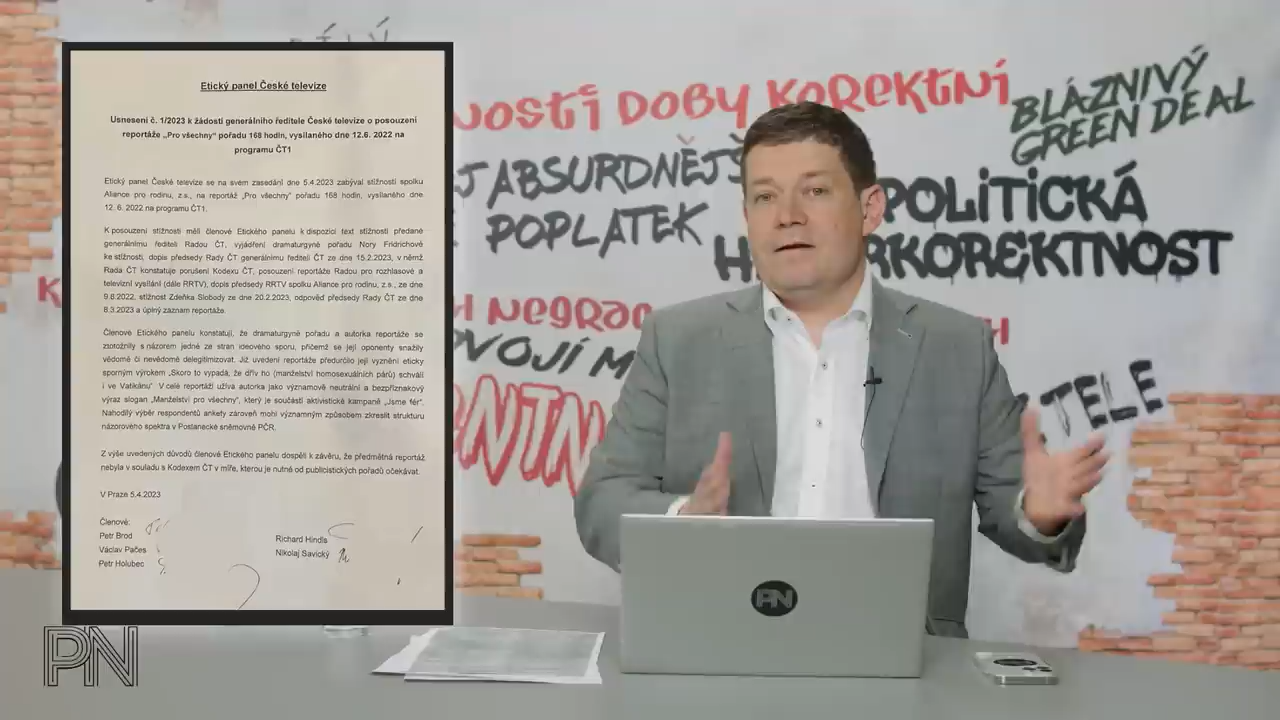 Etický panel České televize
Usnesení č. 1/2023 k žádosti generálního ředitele České televize o posouzení
reportáže „Pro všechny“ pořadu 168 hodin, vysílaného dne 12.6. 2022 na
programu ČT1
Etický panel České televize se na svém zasedání dne 5.4.2023 zabýval stížností spolku
Aliance pro rodinu, z.s., na reportáž „Pro všechny“ pořadu 168 hodin, vysílaného dne
12. 6. 2022 na programu ČT1.
K posouzení stížnosti měli členové Etického panelu k dispozici text stížnosti předané
generálnímu řediteli Radou ČT, vyjádření dramaturgyně pořadu Nory Fridrichové
ke stížnosti, dopis předsedy Rady ČT generálnímu řediteli ČT ze dne 15.2.2023, v němž
Rada ČT konstatuje porušení Kodexu ČT, posouzení reportáže Radou pro rozhlasové a
televizní vysílání (dále RRTV), dopis předsedy RRTV spolku Aliance pro rodinu, z.s., ze dne
9.8.2022, stížnost Zdeňka Slobody ze dne 20.2.2023, odpověď předsedy Rady ČT ze dne
8.3.2023 a úplný záznam reportáže.
Členové Etického panelu konstatují, že dramaturgyně pořadu a autorka reportáže se
ztotožnily s názorem jedné ze stran ideového sporu, přičemž se její oponenty snažily
vědomě či nevědomě delegitimizovat. Již uvedení reportáže předurčilo její vyznění eticky
sporným výrokem „Skoro to vypadá, že dřív ho (manželství homosexuálních párů) schválí
i ve Vatikánu“ V celé reportáži užívá autorka jako významově neutrální a bezpříznakový
výraz slogan „Manželství pro všechny“, který je součástí aktivistické kampaně „Jsme fér“.
Nahodilý výběr respondentů ankety zároveň mohl významným způsobem zkreslit strukturu
názorového spektra v Poslanecké sněmovně PČR.
Z výše uvedených důvodů členové Etického panelu dospěli k závěru, že předmětná reportáž
nebyla v souladu s Kodexem ČT v míře, kterou je nutné od publicistických pořadů očekávat.
V Praze 5.4.2023
Členové:
Petr Brod
Václav Pačes
Petr Holubec
Richard Hindls
Nikolaj Savický
NOSTÍ DOBY KOREKTNÍ
BLÁZNIVÝ
GREEN DEAL
J ABSURDNĚJŠ
POPLATEK
POLITICKÁ
H RKOREKTNOST
H NEGRAC H
VOJÍ M
NTN
TELE
PN
PN